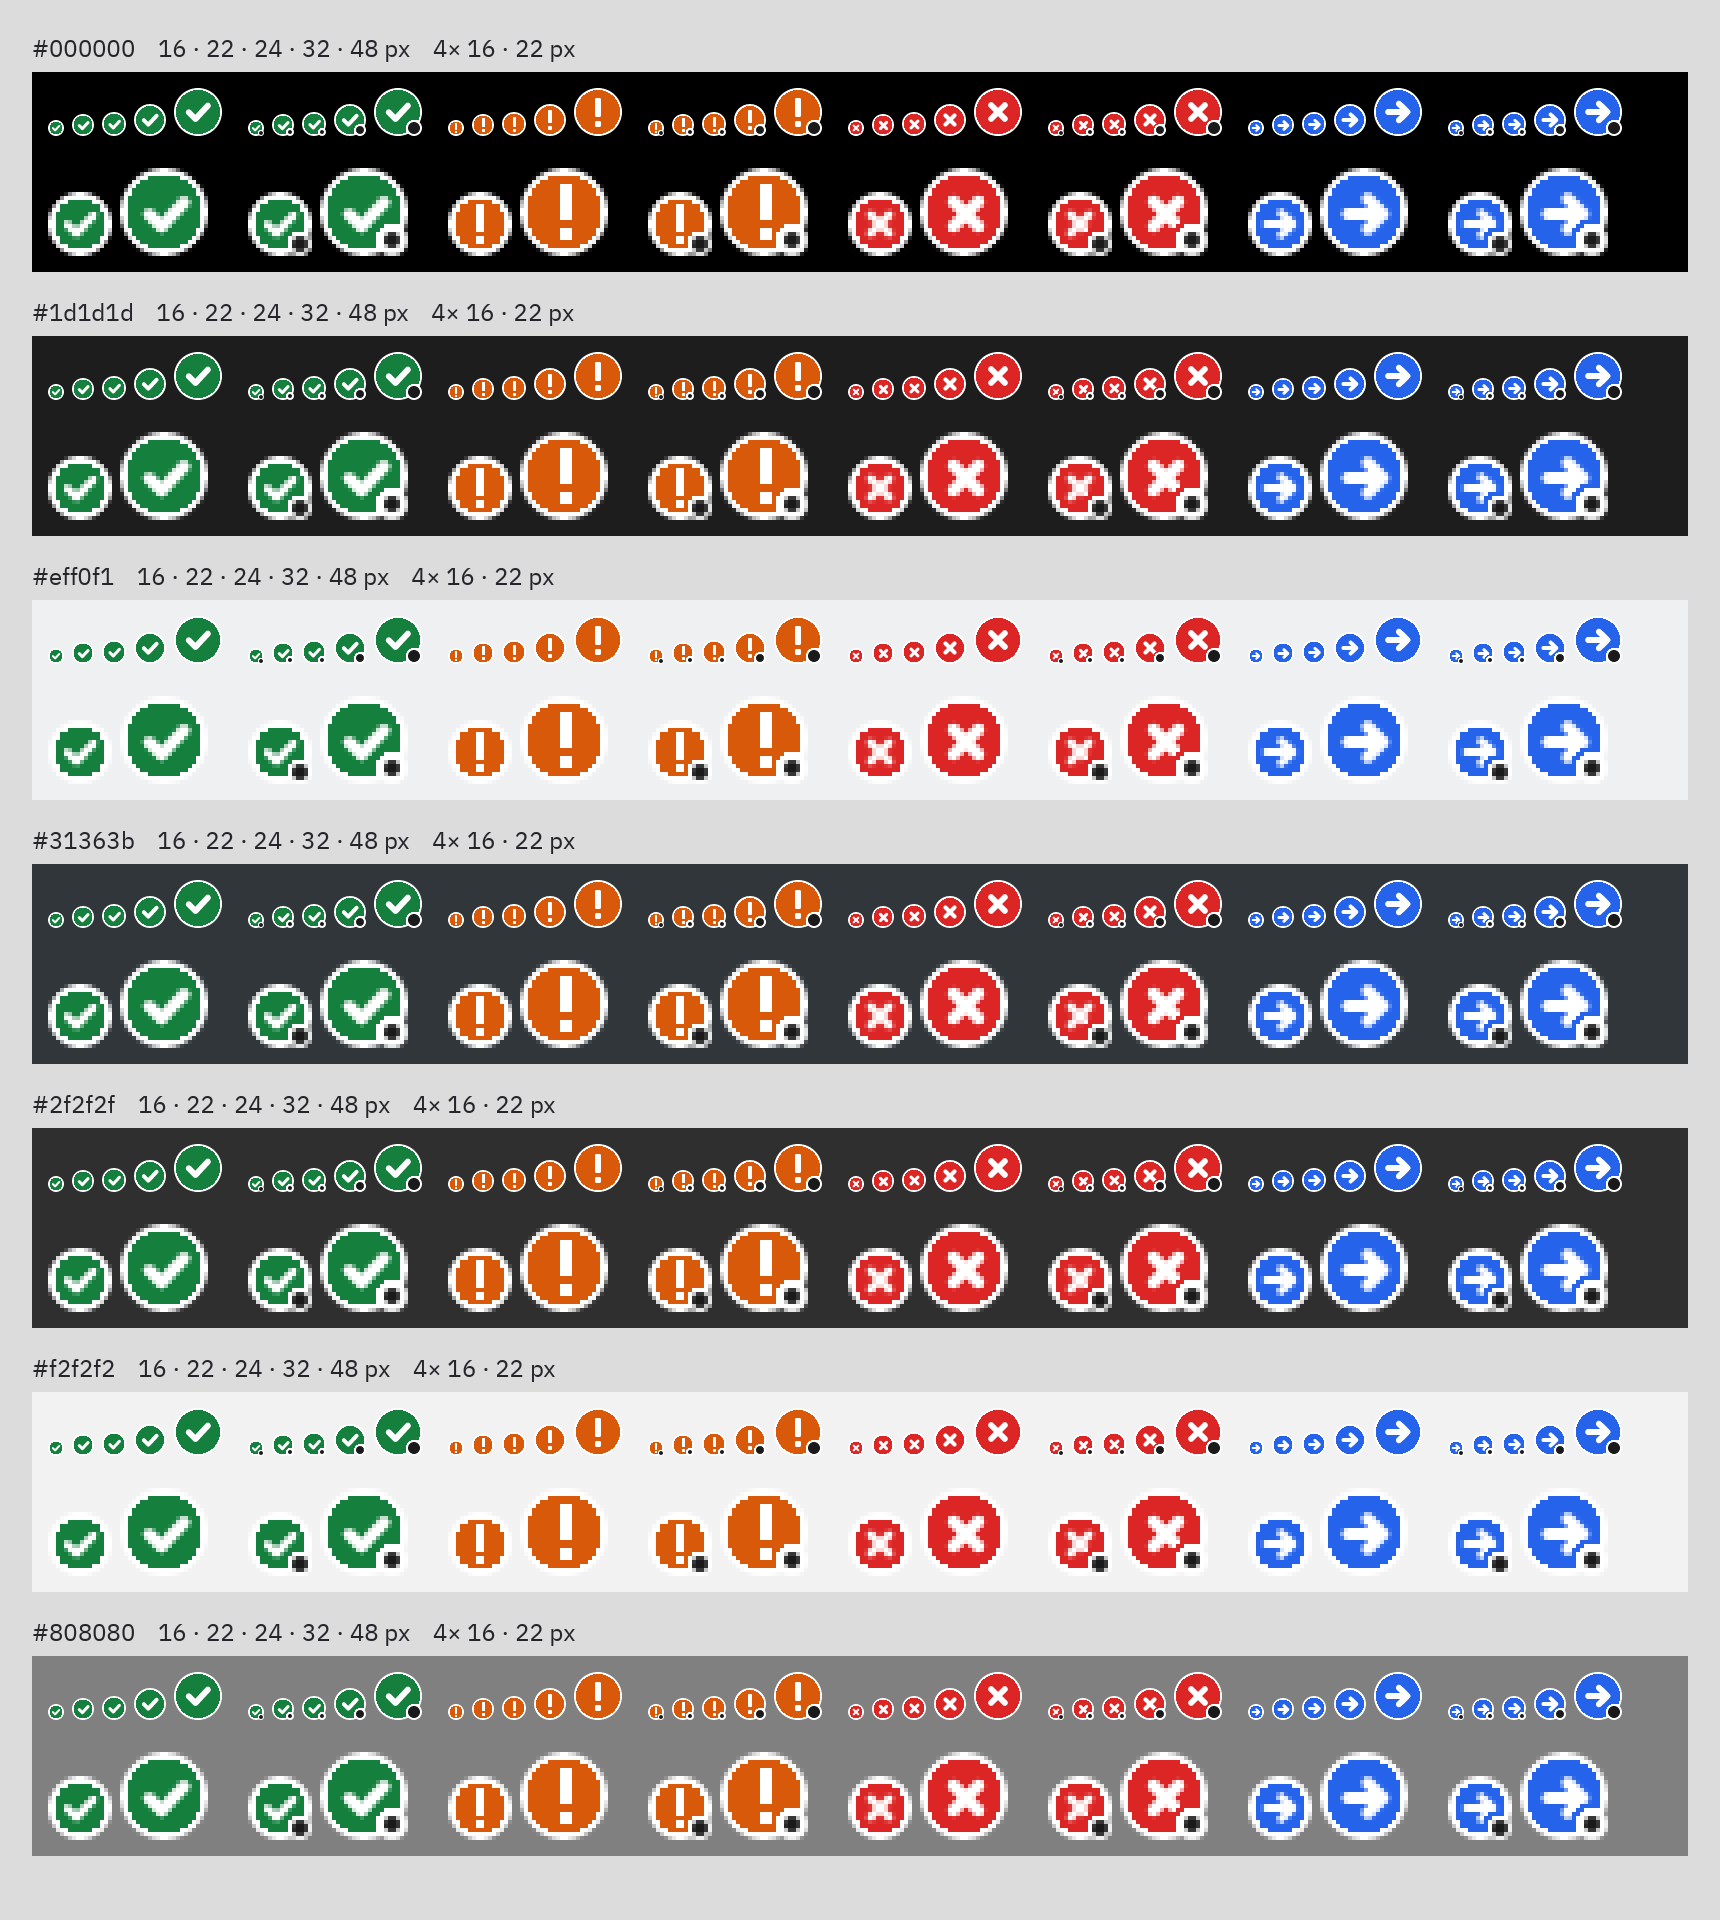 #000000 16 · 22 · 24 · 32 · 48 px 4× 16 · 22 px
#1d1d1d 16 · 22 · 24 · 32 · 48 px 4× 16 · 22 px
#eff0f1 16 · 22 · 24 · 32 · 48 px 4× 16 · 22 px
#31363b 16 · 22 · 24 · 32 · 48 px 4× 16 · 22 px
#2f2f2f 16 · 22 · 24 · 32 · 48 px 4× 16 · 22 px
#f2f2f2 16 · 22 · 24 · 32 · 48 px 4× 16 · 22 px
#808080 16 · 22 · 24 · 32 · 48 px 4× 16 · 22 px